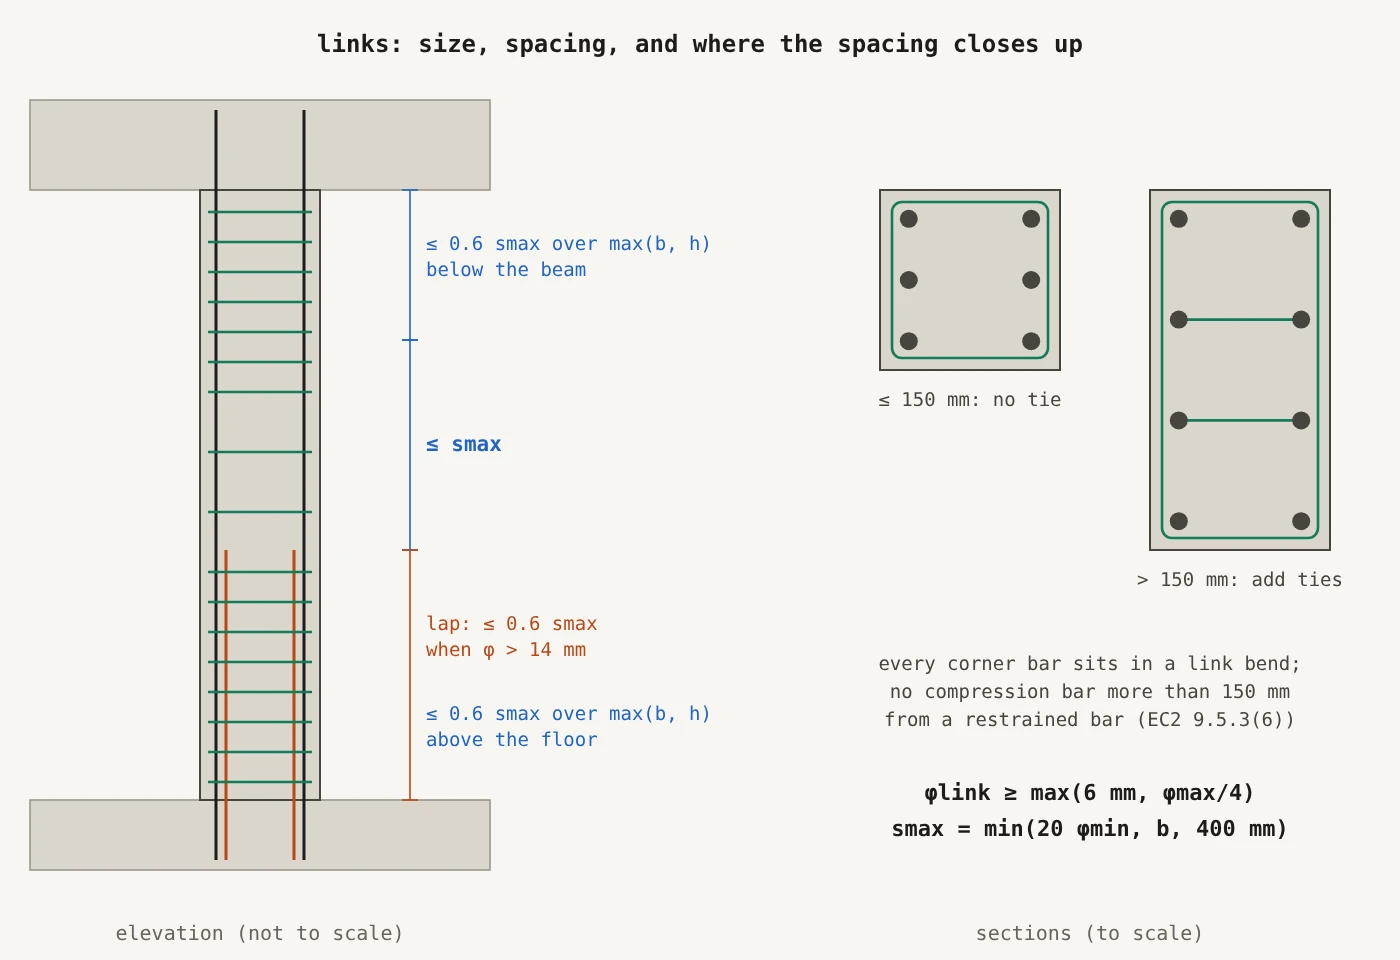 links: size, spacing, and where the spacing closes up
≤ 0.6 smax over max(b, h)
below the beam
≤ smax
lap: ≤ 0.6 smax
when φ > 14 mm
≤ 0.6 smax over max(b, h)
above the floor
≤ 150 mm: no tie
> 150 mm: add ties
every corner bar sits in a link bend;
no compression bar more than 150 mm
from a restrained bar (EC2 9.5.3(6))
φlink ≥ max(6 mm, φmax/4)
smax = min(20 φmin, b, 400 mm)
elevation (not to scale)
sections (to scale)